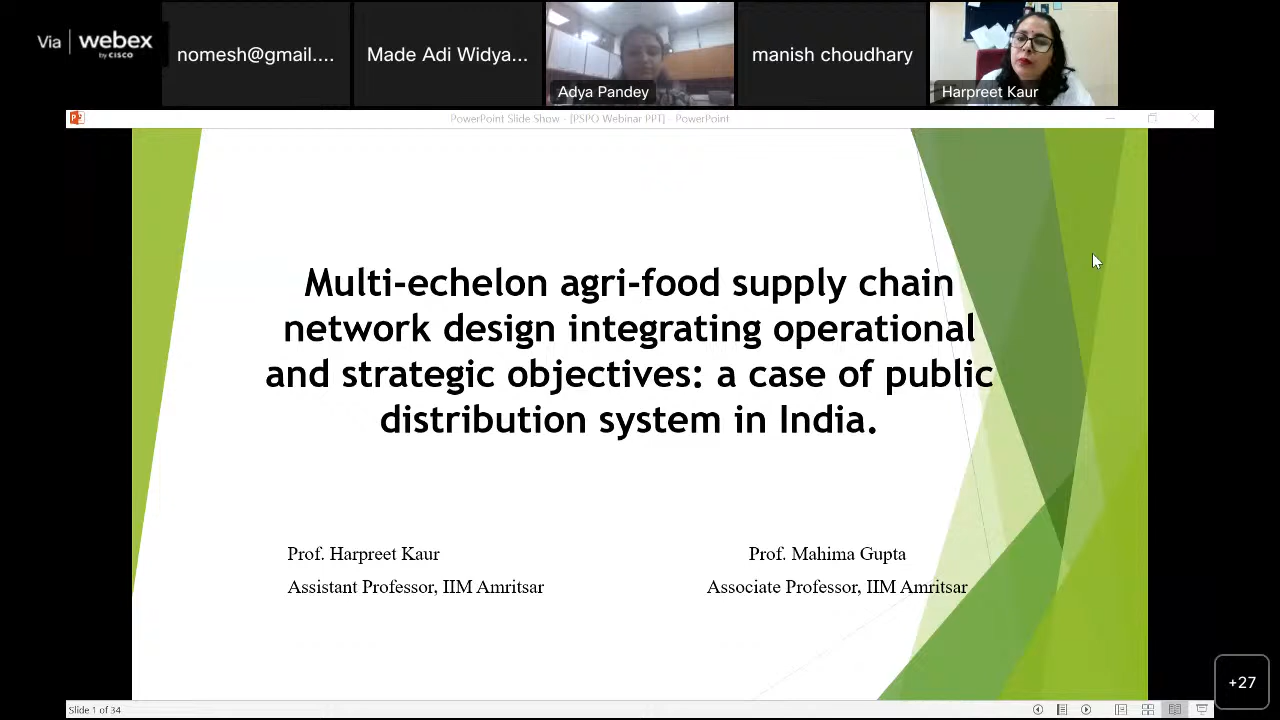 Via webex
by CISCO
nomesh@gmail....
Made Adi Widya...
Adya Pandey
manish choudhary
Harpreet Kaur
PowerPoint Slide Show - [PSPO Webinar PPT] - PowerPoint
Multi-echelon agri-food supply chain
network design integrating operational
and strategic objectives: a case of public
distribution system in India.
Prof. Harpreet Kaur
Prof. Mahima Gupta
Assistant Professor, IIM Amritsar
Associate Professor, IIM Amritsar
+27
Slide 1 of 34